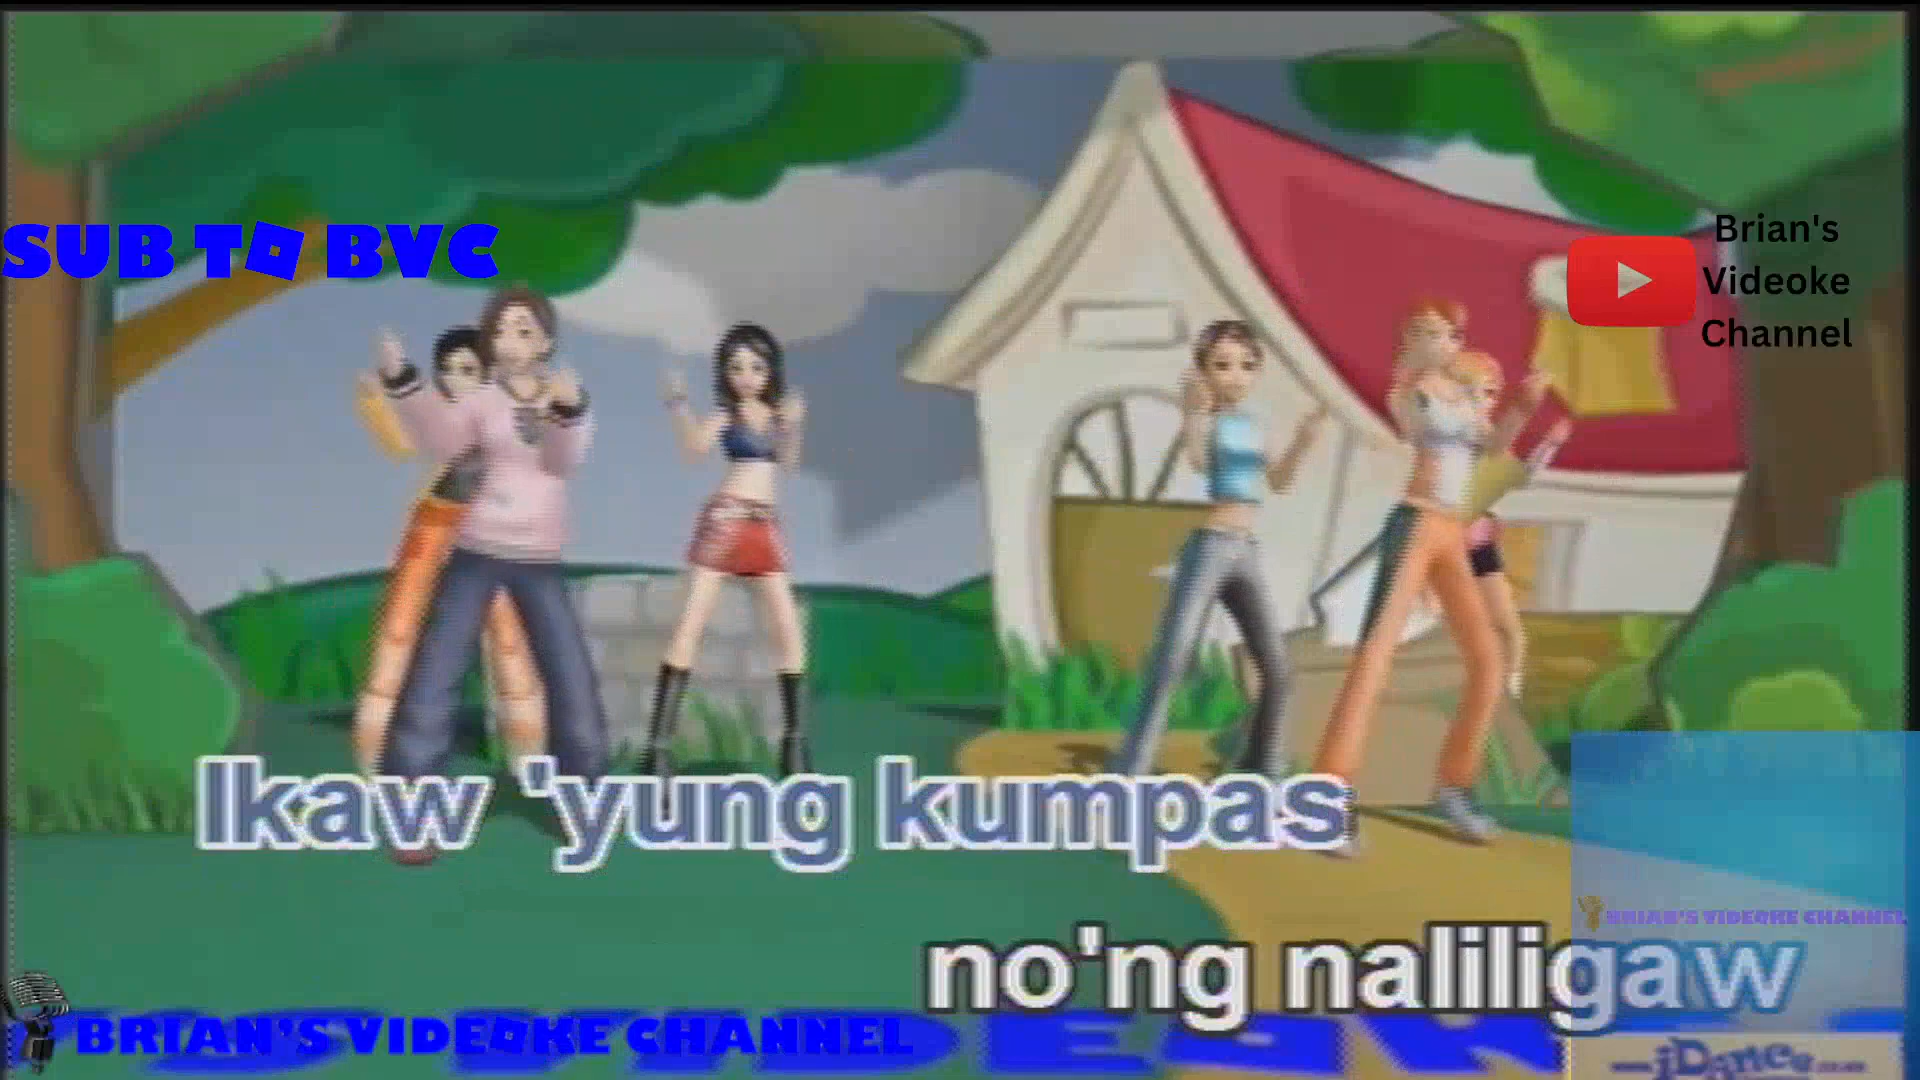 SUB TO BVC
Brian's
Videoke
Channel
Ikaw 'yung kumpas
BRIAN'S VIDEOKE CHANNEL
no'ng naliligaw
BRIAN'S VIDEOKE CHANNEL
iDance